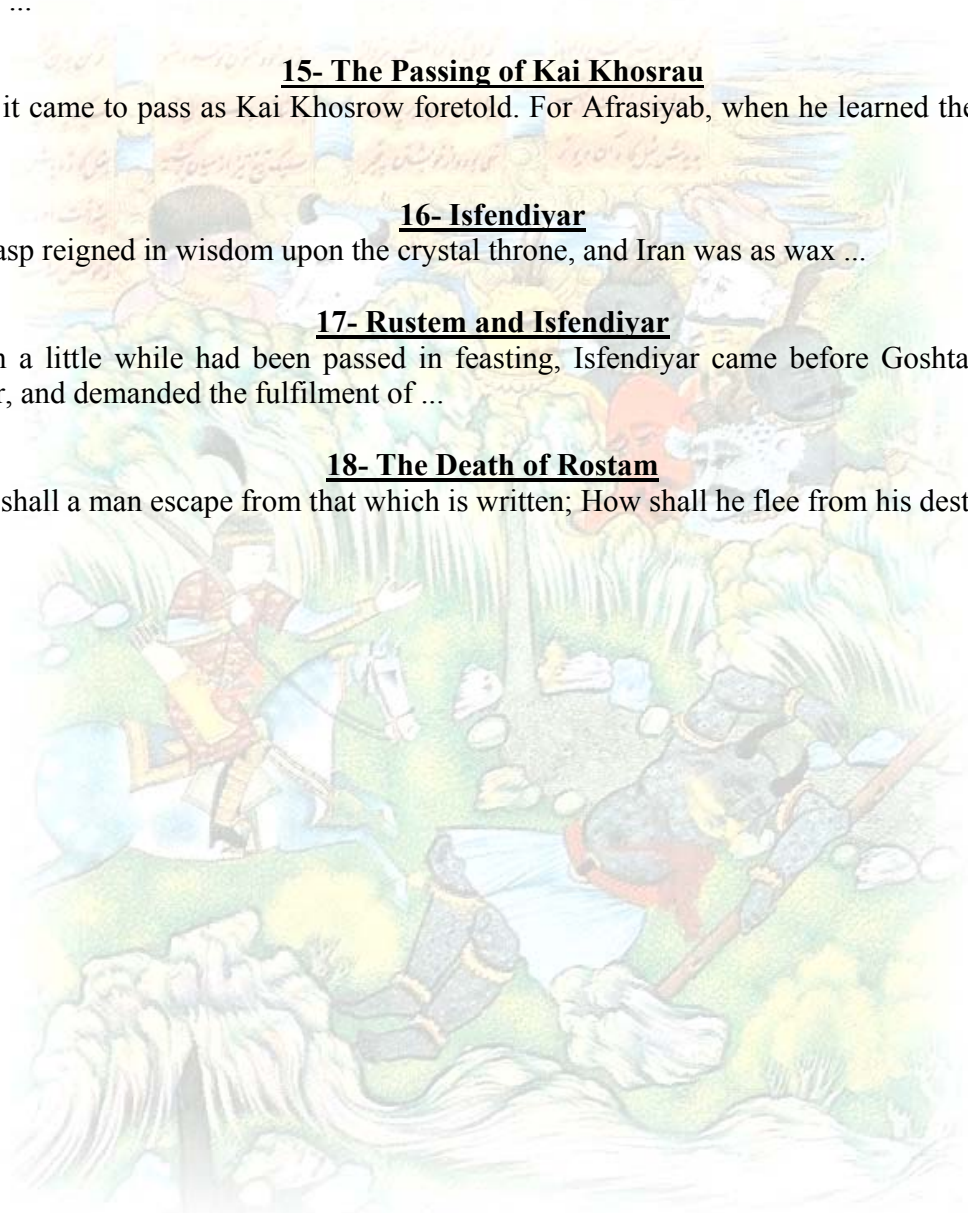 ...
15- The Passing of Kai Khosrau
it came to pass as Kai Khosrow foretold. For Afrasiyab, when he learned the
16- Isfendiyar
asp reigned in wisdom upon the crystal throne, and Iran was as wax ...
17- Rustem and Isfendiyar
a little while had been passed in feasting, Isfendiyar came before Goshta
, and demanded the fulfilment of ...
18- The Death of Rostam
shall a man escape from that which is written; How shall he flee from his dest